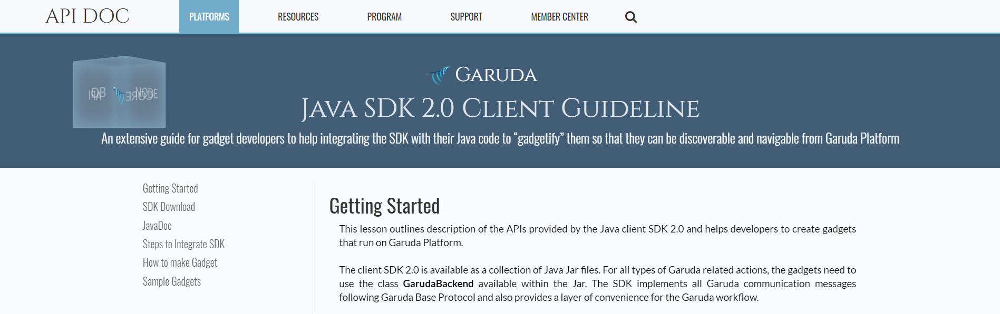 API DOC
PLATFORMS
RESOURCES
PROGRAM
SUPPORT
MEMBER CENTER
DB
API
NODE
CORE
GARUDA
JAVA SDK 2.0 CLIENT GUIDELINE
An extensive guide for gadget developers to help integrating the SDK with their Java code to “gadgetify” them so that they can be discoverable and navigable from Garuda Platform
Getting Started
SDK Download
JavaDoc
Steps to Integrate SDK
How to make Gadget
Sample Gadgets
Getting Started
This lesson outlines description of the APIs provided by the Java client SDK 2.0 and helps developers to create gadgets
that run on Garuda Platform.
The client SDK 2.0 is available as a collection of Java Jar files. For all types of Garuda related actions, the gadgets need to
use the class GarudaBackend available within the Jar. The SDK implements all Garuda communication messages
following Garuda Base Protocol and also provides a layer of convenience for the Garuda workflow.